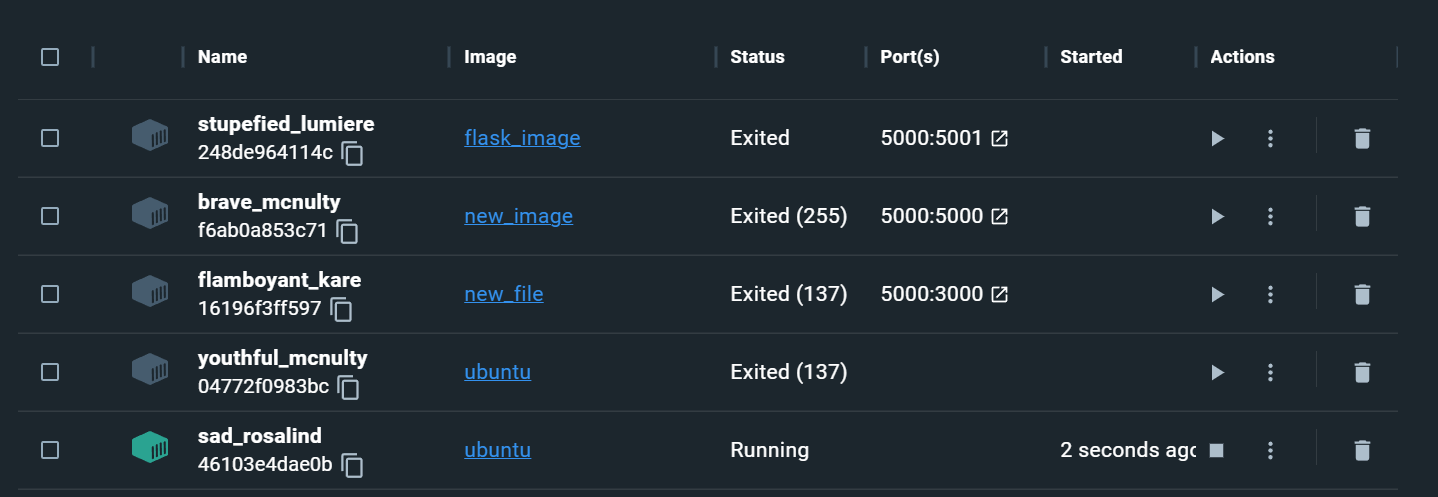 Name Image Status Port(s) Started Actions
stupefied_lumiere
248de964114c
flask_image Exited 5000:5001
brave_mcnulty
f6ab0a853c71
new_image Exited (255) 5000:5000
flamboyant_kare
16196f3ff597
new_file Exited (137) 5000:3000
youthful_mcnulty
04772f0983bc
ubuntu Exited (137)
sad_rosalind
46103e4dae0b
ubuntu Running 2 seconds agc